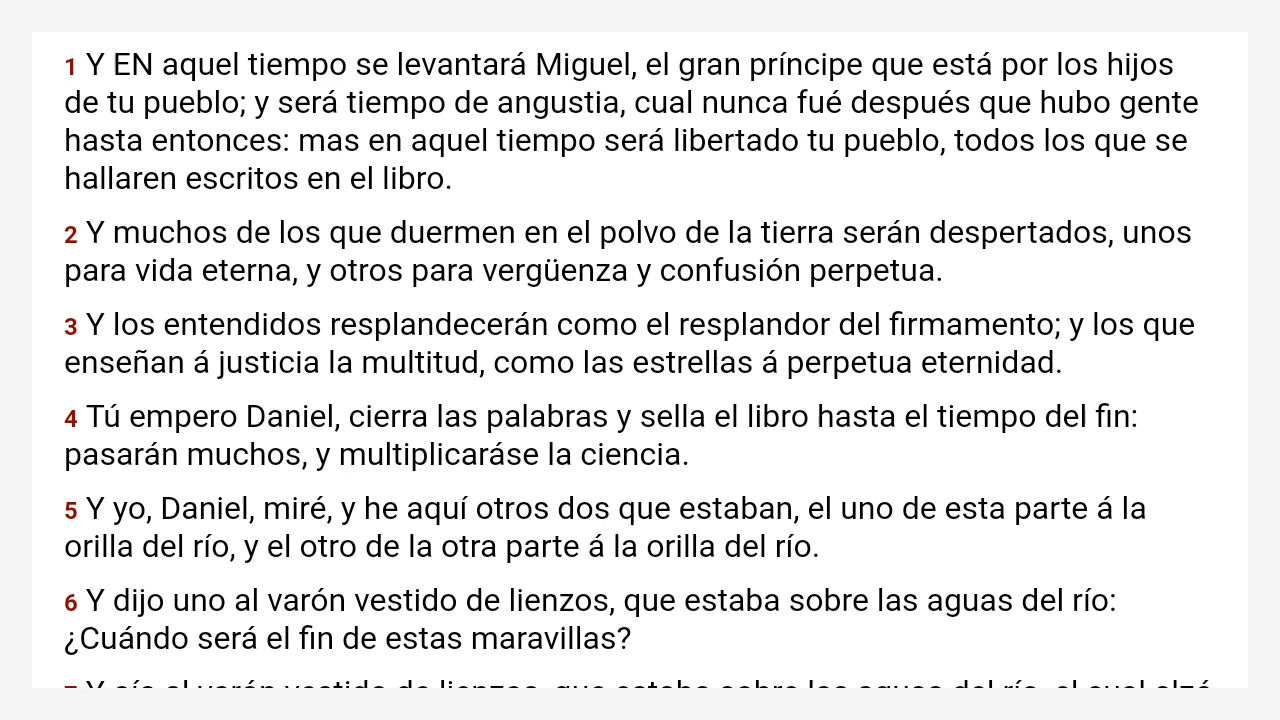 1 Y EN aquel tiempo se levantará Miguel, el gran príncipe que está por los hijos
de tu pueblo; y será tiempo de angustia, cual nunca fué después que hubo gente
hasta entonces: mas en aquel tiempo será libertado tu pueblo, todos los que se
hallaren escritos en el libro.
2 Y muchos de los que duermen en el polvo de la tierra serán despertados, unos
para vida eterna, y otros para vergüenza y confusión perpetua.
3 Y los entendidos resplandecerán como el resplandor del firmamento; y los que
enseñan á justicia la multitud, como las estrellas á perpetua eternidad.
4 Tú empero Daniel, cierra las palabras y sella el libro hasta el tiempo del fin:
pasarán muchos, y multiplicaráse la ciencia.
5 Y yo, Daniel, miré, y he aquí otros dos que estaban, el uno de esta parte á la
orilla del río, y el otro de la otra parte á la orilla del río.
6 Y dijo uno al varón vestido de lienzos, que estaba sobre las aguas del río:
¿Cuándo será el fin de estas maravillas?